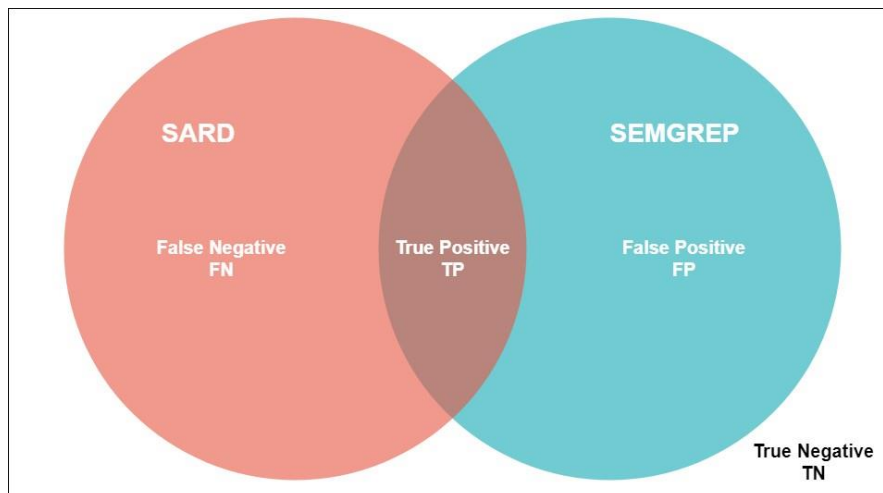 SARD
SEMGREP
False Negative
FN
True Positive
TP
False Positive
FP
True Negative
TN